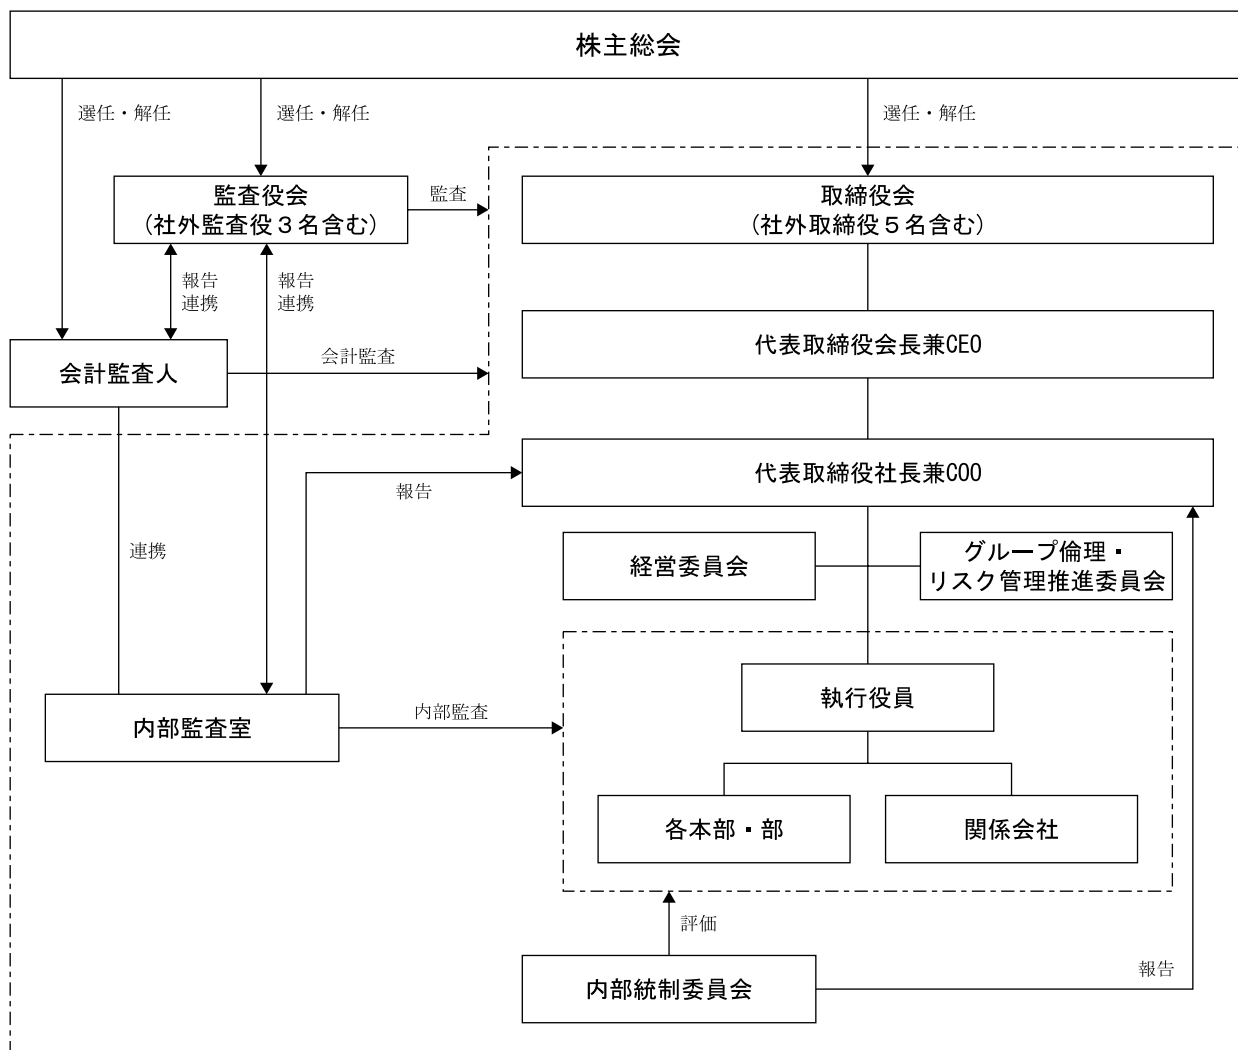 株主総会
選任・解任
選任・解任
選任・解任
監査役会
(社外監査役３名含む)
監査
取締役会
(社外取締役５名含む)
報告
連携
報告
連携
代表取締役会長兼CEO
会計監査人
会計監査
代表取締役社長兼COO
報告
連携
経営委員会
グループ倫理・
リスク管理推進委員会
執行役員
内部監査室
内部監査
各本部・部
関係会社
評価
内部統制委員会
報告